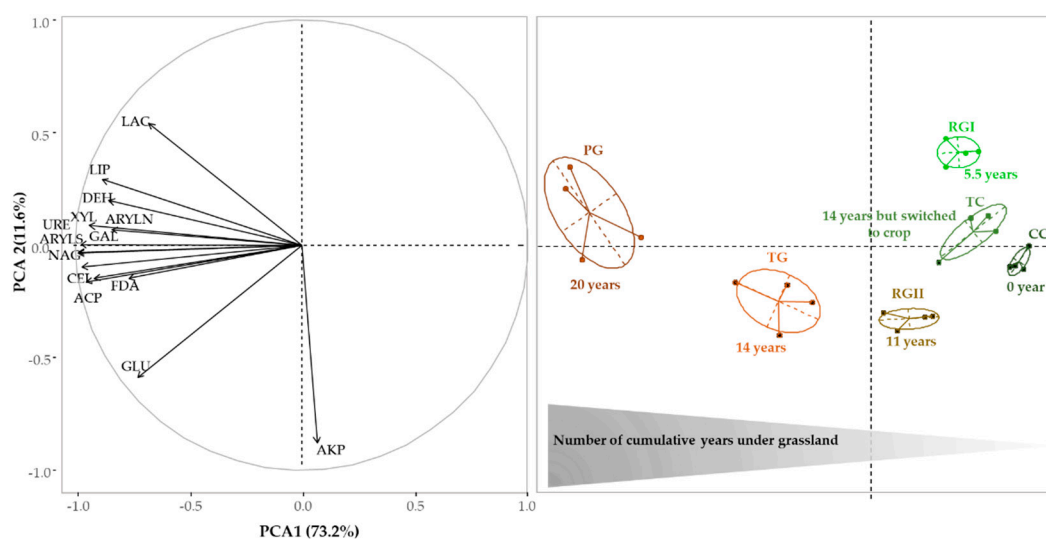 1.0
0.5
0.0
-0.5
-1.0
PCA 2(11.6%)
LAC
LIP
DEH
XYL
ARYLN
URE
GAL
ARYLS
NAG
CEL
FDA
ACP
GLU
AKP
-1.0
-0.5
0.0
0.5
1.0
PCA1 (73.2%)
PG
20 years
TG
14 years
RGI
5.5 years
TC
14 years but switched
to crop
CC
0 year
RGII
11 years
Number of cumulative years under grassland